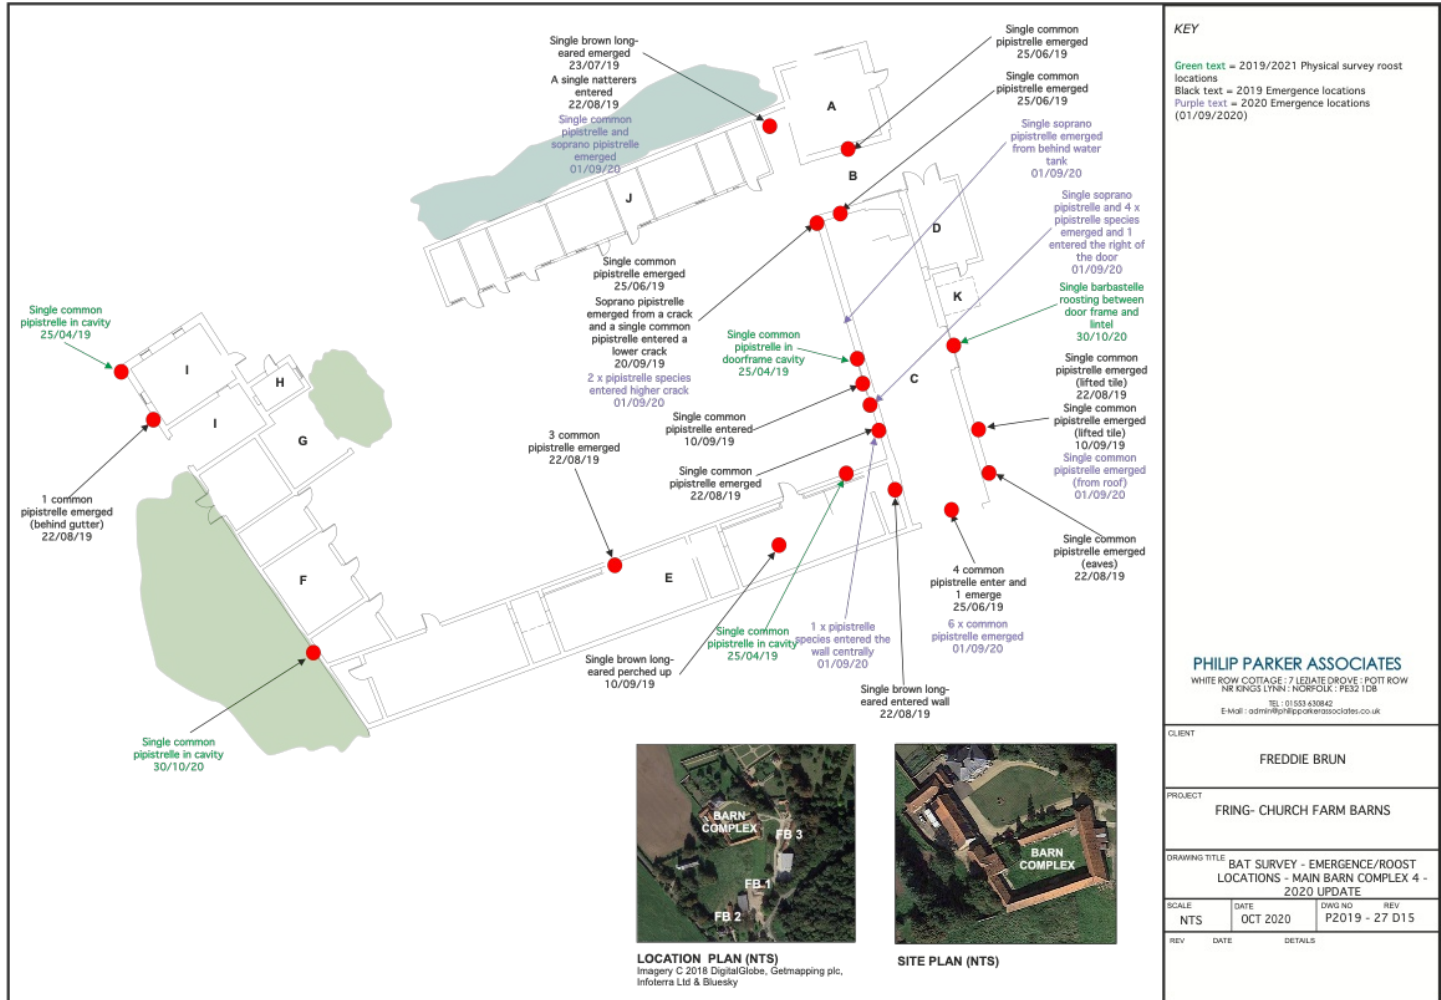 Single brown long-
eared emerged
23/07/19
A single natterers
entered
22/08/19
Single common
pipistrelle and
soprano pipistrelle
emerged
01/09/20
Single common
pipistrelle emerged
25/06/19
Single common
pipistrelle emerged
25/06/19
Single soprano
pipistrelle emerged
from behind water
tank
01/09/20
Single soprano
pipistrelle and 4 x
pipistrelle species
emerged and 1
entered the right of
the door
01/09/20
Single barbastelle
roosting between
door frame and
lintel
30/10/20
Single common
pipistrelle emerged
(lifted tile)
22/08/19
Single common
pipistrelle emerged
(lifted tile)
10/09/19
Single common
pipistrelle emerged
(from roof)
01/09/20
Single common
pipistrelle emerged
(eaves)
22/08/19
4 common
pipistrelle enter and
1 emerge
25/06/19
6 x common
pipistrelle emerged
01/09/20
Single common
pipistrelle emerged
25/06/19
Soprano pipistrelle
emerged from a crack
and a single common
pipistrelle entered a
lower crack
20/09/19
2 x pipistrelle species
entered higher crack
01/09/20
Single common
pipistrelle in
doorframe cavity
25/04/19
Single common
pipistrelle entered
10/09/19
Single common
pipistrelle emerged
22/08/19
3 common
pipistrelle emerged
22/08/19
Single common
pipistrelle in cavity
25/04/19
1 common
pipistrelle emerged
(behind gutter)
22/08/19
Single common
pipistrelle in cavity
30/10/20
Single brown long-
eared perched up
10/09/19
Single common
pipistrelle in cavity
25/04/19
1 x pipistrelle
species entered the
wall centrally
01/09/20
Single brown long-
eared entered wall
22/08/19
A
B
J
D
K
C
I
H
I
G
F
E
BARN
COMPLEX
FB 3
FB 1
FB 2
LOCATION PLAN (NTS)
Imagery C 2018 DigitalGlobe, Getmapping plc,
Infoterra Ltd & Bluesky
BARN
COMPLEX
SITE PLAN (NTS)
KEY
Green text = 2019/2021 Physical survey roost
locations
Black text = 2019 Emergence locations
Purple text = 2020 Emergence locations
(01/09/2020)
PHILIP PARKER ASSOCIATES
WHITE ROW COTTAGE : 7 LEZIATE DROVE : POTT ROW
NR KINGS LYNN : NORFOLK : PE32 1DB
TEL : 01553 630842
E-Mail : admin@philipparkerassociates.co.uk
CLIENT
FREDDIE BRUN
PROJECT
FRING- CHURCH FARM BARNS
DRAWING TITLE
BAT SURVEY - EMERGENCE/ROOST
LOCATIONS - MAIN BARN COMPLEX 4 -
2020 UPDATE
SCALE
NTS
DATE
OCT 2020
DWG NO REV
P2019 - 27 D15
REV DATE DETAILS